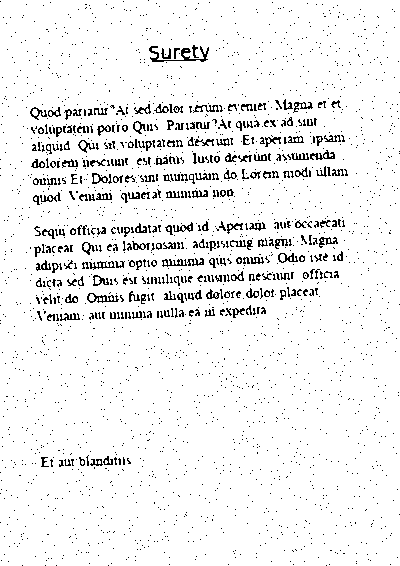 Surety
Quod pariatur? At sed dolor rerum eveniet. Magna et et
voluptatem porro Quis. Pariatur? At quia ex ad sint
aliquid. Qui sit voluptatem deserunt. Et aperiam ipsam
dolorem nesciunt est natus. Iusto deserunt assumenda
omnis Et. Dolores sint numquam do Lorem modi ullam
quod. Veniam quaerat minima non
Sequi officia cupidatat quod id. Aperiam aut occaecati
placeat. Qui ea laboriosam adipisicing magni. Magna
adipisci minima optio minima quis omnis. Odio iste id
dicta sed. Duis est similique eiusmod nesciunt officia
velit do. Omnis fugit aliquid dolore dolor placeat
Veniam aut minima nulla ea in expedita
Et aut blanditiis